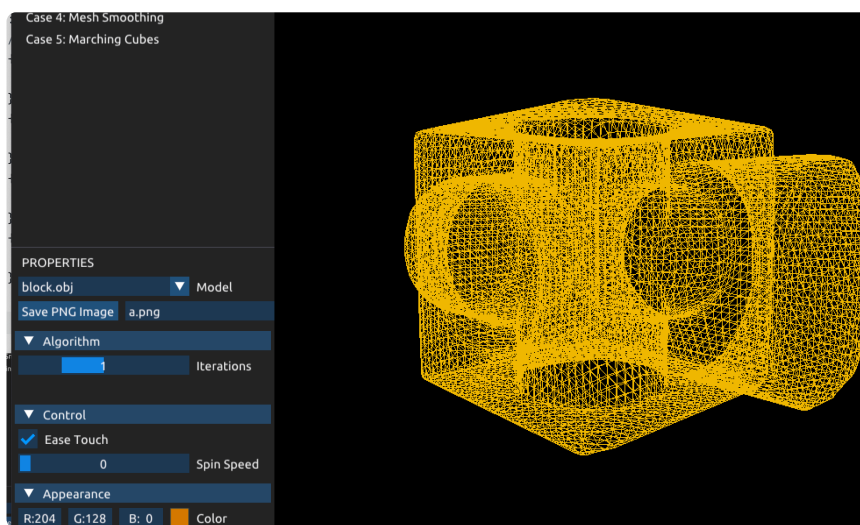 Case 4: Mesh Smoothing
Case 5: Marching Cubes
PROPERTIES
block.obj Model
Save PNG Image a.png
Algorithm
1 Iterations
Control
Ease Touch
0 Spin Speed
Appearance
R:204 G:128 B: 0 Color